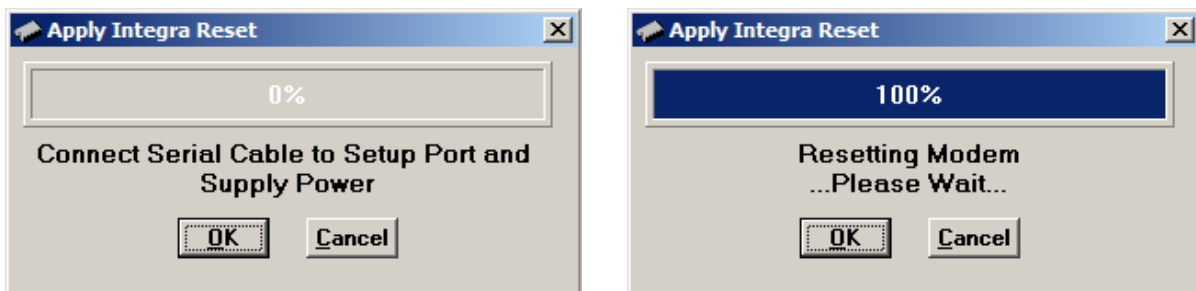 Apply Integra Reset
0%
Connect Serial Cable to Setup Port and
Supply Power
OK Cancel
Apply Integra Reset
100%
Resetting Modem
...Please Wait...
OK Cancel